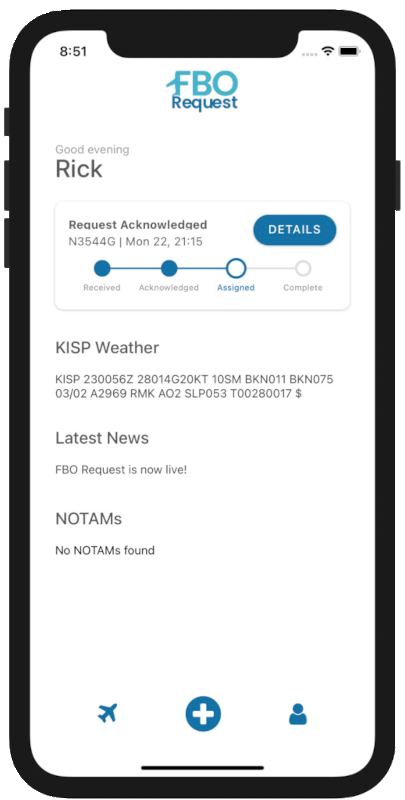 8:51
FBO
Request
Good evening
Rick
Request Acknowledged
N3544G | Mon 22, 21:15
DETAILS
Received Acknowledged Assigned Complete
KISP Weather
KISP 230056Z 28014G20KT 10SM BKN011 BKN075
03/02 A2969 RMK AO2 SLP053 T00280017 $
Latest News
FBO Request is now live!
NOTAMs
No NOTAMs found